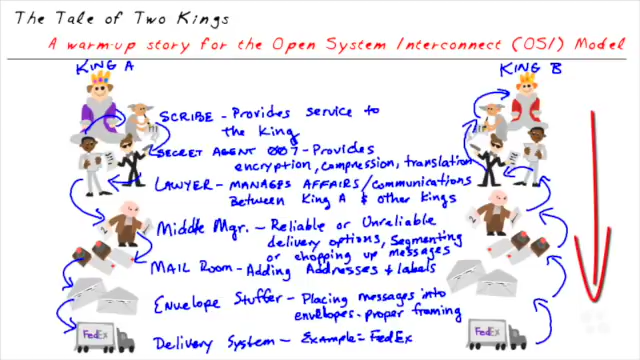 The Tale of Two Kings
A warm-up story for the Open System Interconnect (OSI) Model
KING A
KING B
SCRIBE - Provides service to
the King
SECRET AGENT 007 - Provides
encryption, compression, translation
LAWYER - MANAGES AFFAIRS/communications
Between King A & other Kings
Middle Mgr. - Reliable or Unreliable
delivery options, Segmenting
or chopping up messages
MAIL ROOM - Adding Addresses & labels
Envelope Stuffer - Placing messages into
envelopes - proper framing
FedEx
FedEx
Delivery System - Example = FedEx